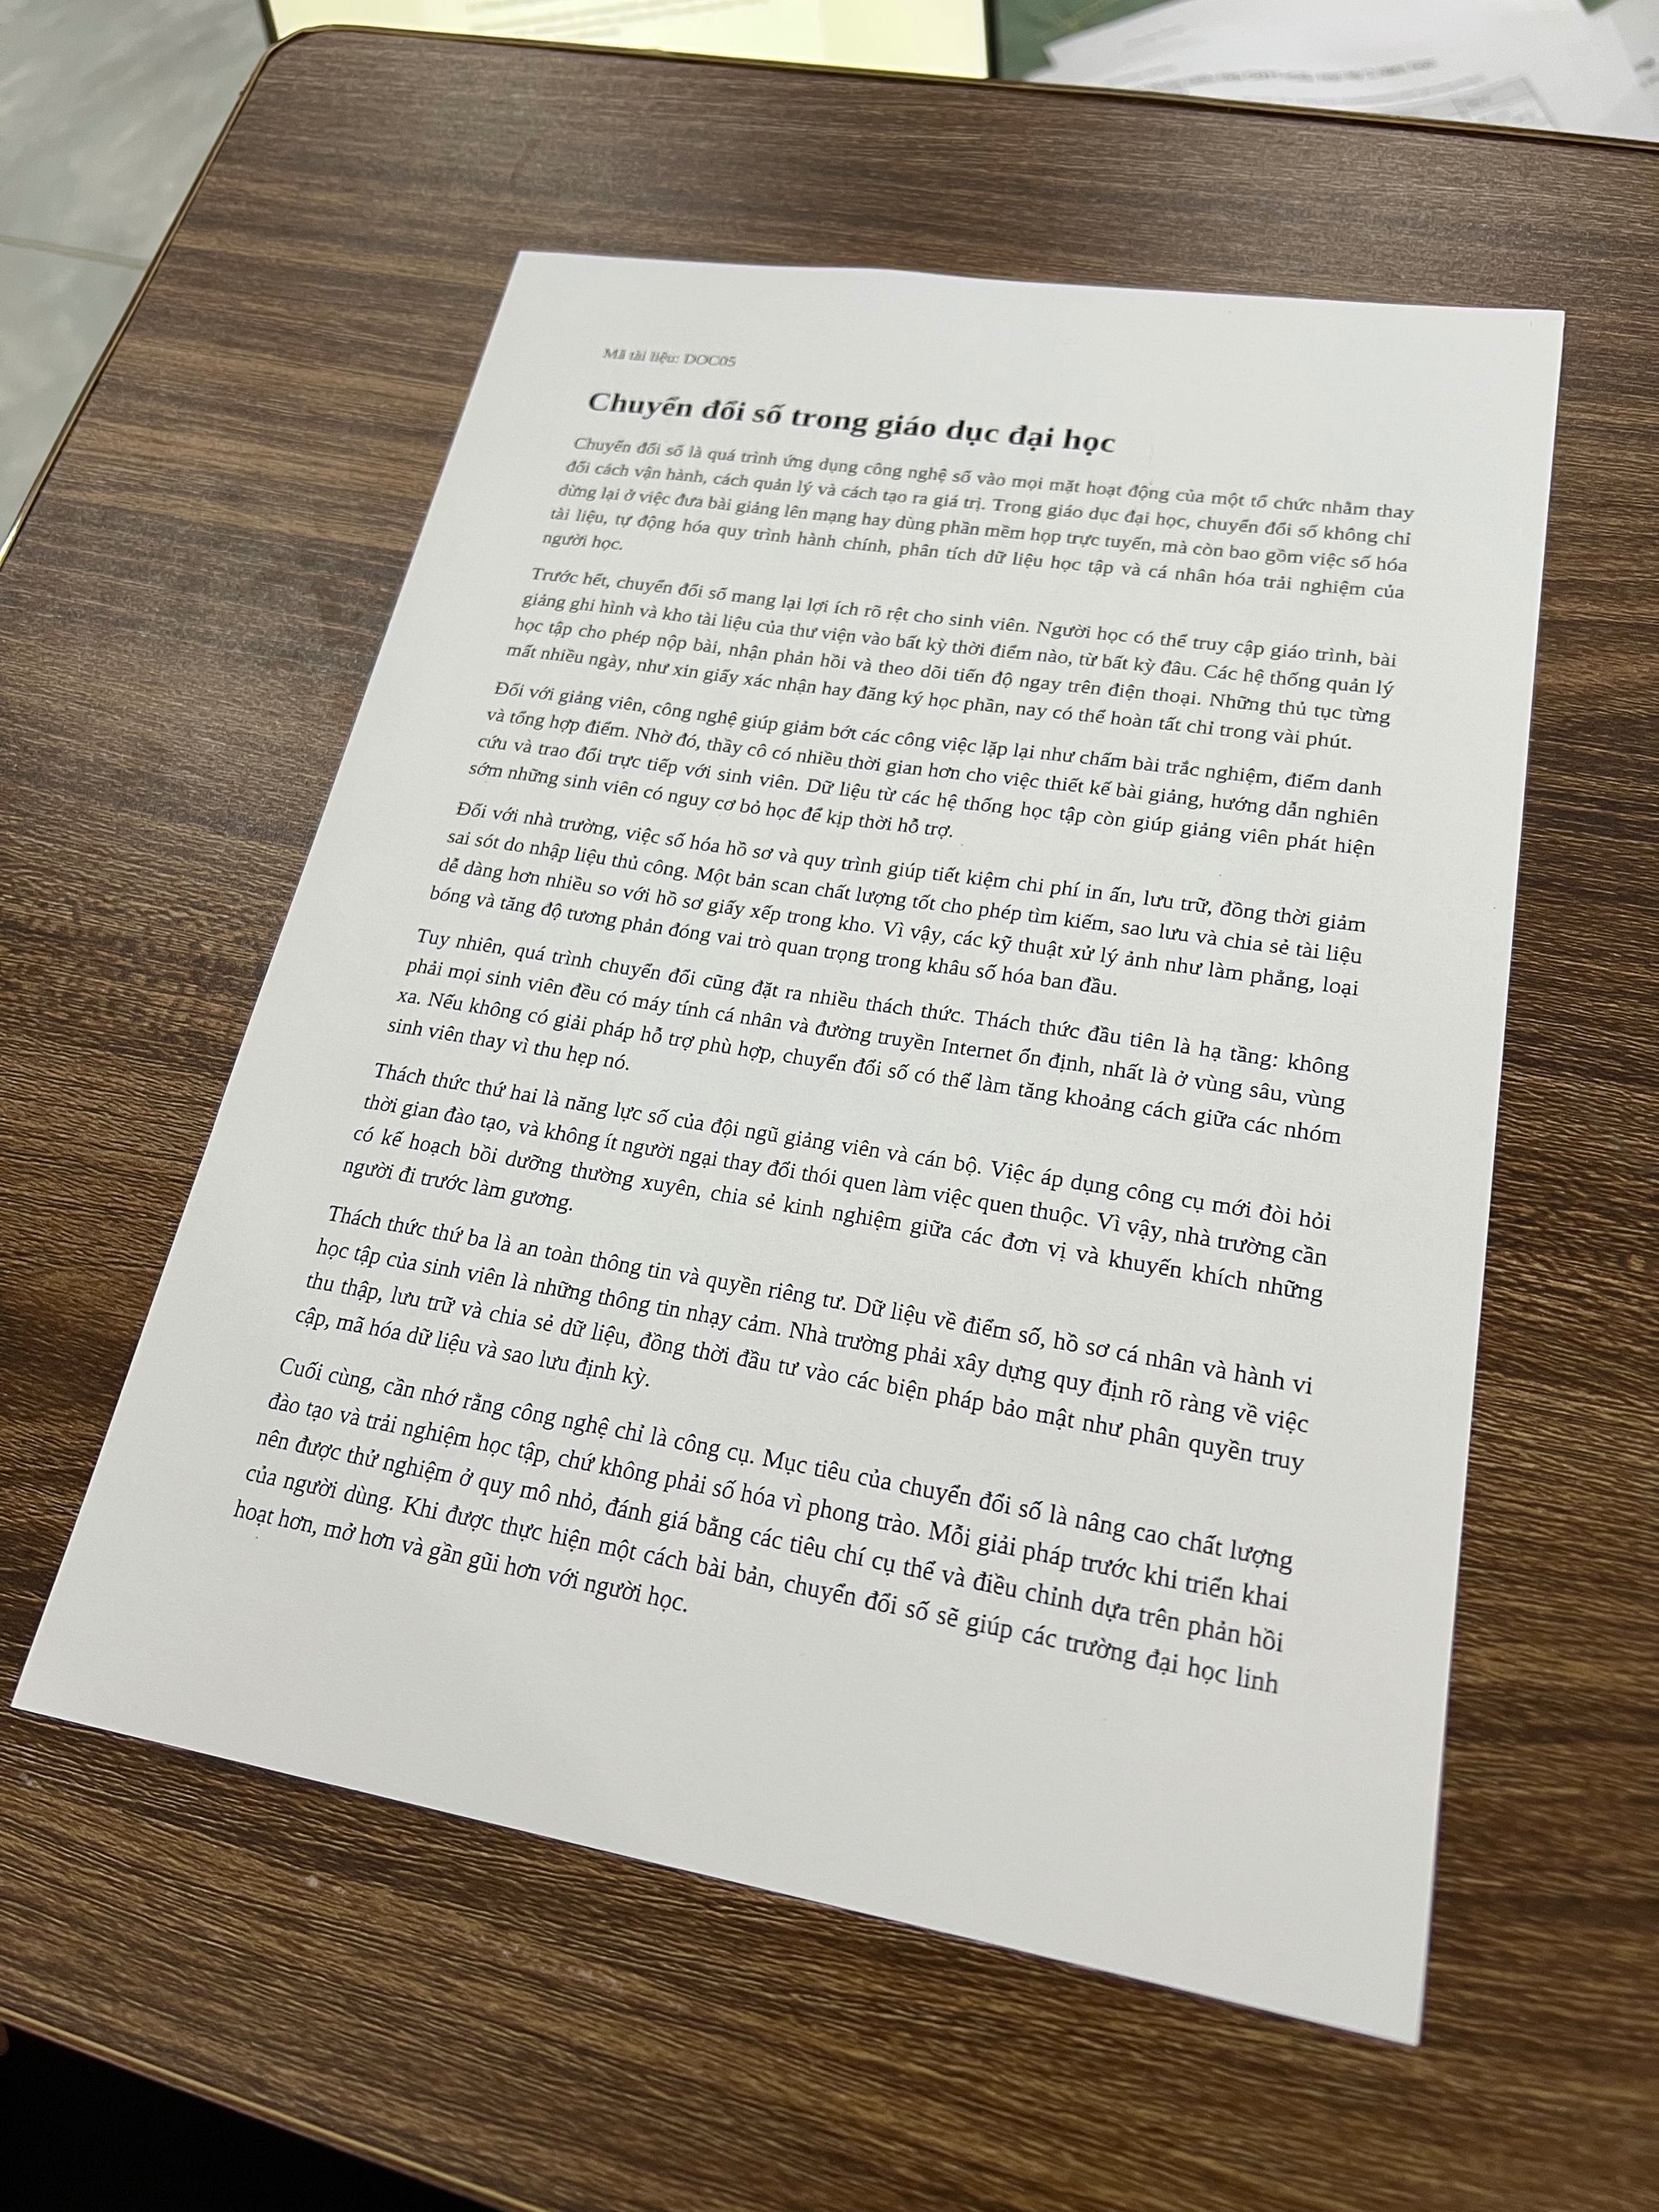 Mã tài liệu: DOC05
Chuyển đổi số trong giáo dục đại học
Chuyển đổi số là quá trình ứng dụng công nghệ số vào mọi mặt hoạt động của một tổ chức nhằm thay
đổi cách vận hành, cách quản lý và cách tạo ra giá trị. Trong giáo dục đại học, chuyển đổi số không chỉ
dừng lại ở việc đưa bài giảng lên mạng hay dùng phần mềm họp trực tuyến, mà còn bao gồm việc số hóa
tài liệu, tự động hóa quy trình hành chính, phân tích dữ liệu học tập và cá nhân hóa trải nghiệm của
người học.
Trước hết, chuyển đổi số mang lại lợi ích rõ rệt cho sinh viên. Người học có thể truy cập giáo trình, bài
giảng ghi hình và kho tài liệu của thư viện vào bất kỳ thời điểm nào, từ bất kỳ đâu. Các hệ thống quản lý
học tập cho phép nộp bài, nhận phản hồi và theo dõi tiến độ ngay trên điện thoại. Những thủ tục từng
mất nhiều ngày, như xin giấy xác nhận hay đăng ký học phần, nay có thể hoàn tất chỉ trong vài phút.
Đối với giảng viên, công nghệ giúp giảm bớt các công việc lặp lại như chấm bài trắc nghiệm, điểm danh
và tổng hợp điểm. Nhờ đó, thầy cô có nhiều thời gian hơn cho việc thiết kế bài giảng, hướng dẫn nghiên
cứu và trao đổi trực tiếp với sinh viên. Dữ liệu từ các hệ thống học tập còn giúp giảng viên phát hiện
sớm những sinh viên có nguy cơ bỏ học để kịp thời hỗ trợ.
Đối với nhà trường, việc số hóa hồ sơ và quy trình giúp tiết kiệm chi phí in ấn, lưu trữ, đồng thời giảm
sai sót do nhập liệu thủ công. Một bản scan chất lượng tốt cho phép tìm kiếm, sao lưu và chia sẻ tài liệu
dễ dàng hơn nhiều so với hồ sơ giấy xếp trong kho. Vì vậy, các kỹ thuật xử lý ảnh như làm phẳng, loại
bóng và tăng độ tương phản đóng vai trò quan trọng trong khâu số hóa ban đầu.
Tuy nhiên, quá trình chuyển đổi cũng đặt ra nhiều thách thức. Thách thức đầu tiên là hạ tầng: không
phải mọi sinh viên đều có máy tính cá nhân và đường truyền Internet ổn định, nhất là ở vùng sâu, vùng
xa. Nếu không có giải pháp hỗ trợ phù hợp, chuyển đổi số có thể làm tăng khoảng cách giữa các nhóm
sinh viên thay vì thu hẹp nó.
Thách thức thứ hai là năng lực số của đội ngũ giảng viên và cán bộ. Việc áp dụng công cụ mới đòi hỏi
thời gian đào tạo, và không ít người ngại thay đổi thói quen làm việc quen thuộc. Vì vậy, nhà trường cần
có kế hoạch bồi dưỡng thường xuyên, chia sẻ kinh nghiệm giữa các đơn vị và khuyến khích những
người đi trước làm gương.
Thách thức thứ ba là an toàn thông tin và quyền riêng tư. Dữ liệu về điểm số, hồ sơ cá nhân và hành vi
học tập của sinh viên là những thông tin nhạy cảm. Nhà trường phải xây dựng quy định rõ ràng về việc
thu thập, lưu trữ và chia sẻ dữ liệu, đồng thời đầu tư vào các biện pháp bảo mật như phân quyền truy
cập, mã hóa dữ liệu và sao lưu định kỳ.
Cuối cùng, cần nhớ rằng công nghệ chỉ là công cụ. Mục tiêu của chuyển đổi số là nâng cao chất lượng
đào tạo và trải nghiệm học tập, chứ không phải số hóa vì phong trào. Mỗi giải pháp trước khi triển khai
nên được thử nghiệm ở quy mô nhỏ, đánh giá bằng các tiêu chí cụ thể và điều chỉnh dựa trên phản hồi
của người dùng. Khi được thực hiện một cách bài bản, chuyển đổi số sẽ giúp các trường đại học linh
hoạt hơn, mở hơn và gần gũi hơn với người học.